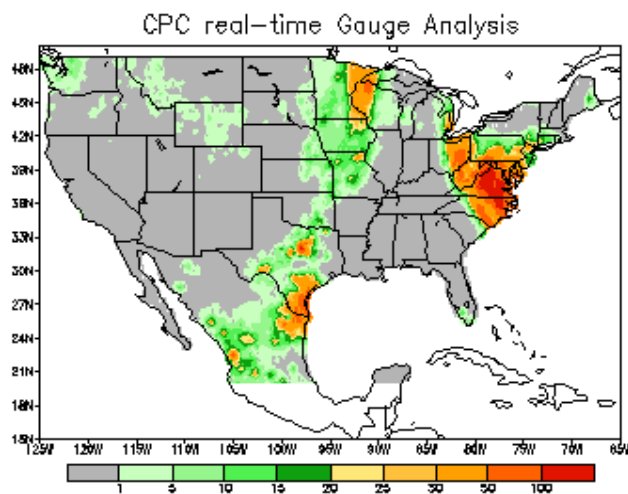 CPC real-time Gauge Analysis
48N
45N
42N
39N
36N
33N
30N
27N
24N
21N
18N
15N
125W 120W 115W 110W 105W 100W 95W 90W 85W 80W 75W 70W 65W
1 5 10 15 20 25 30 50 100